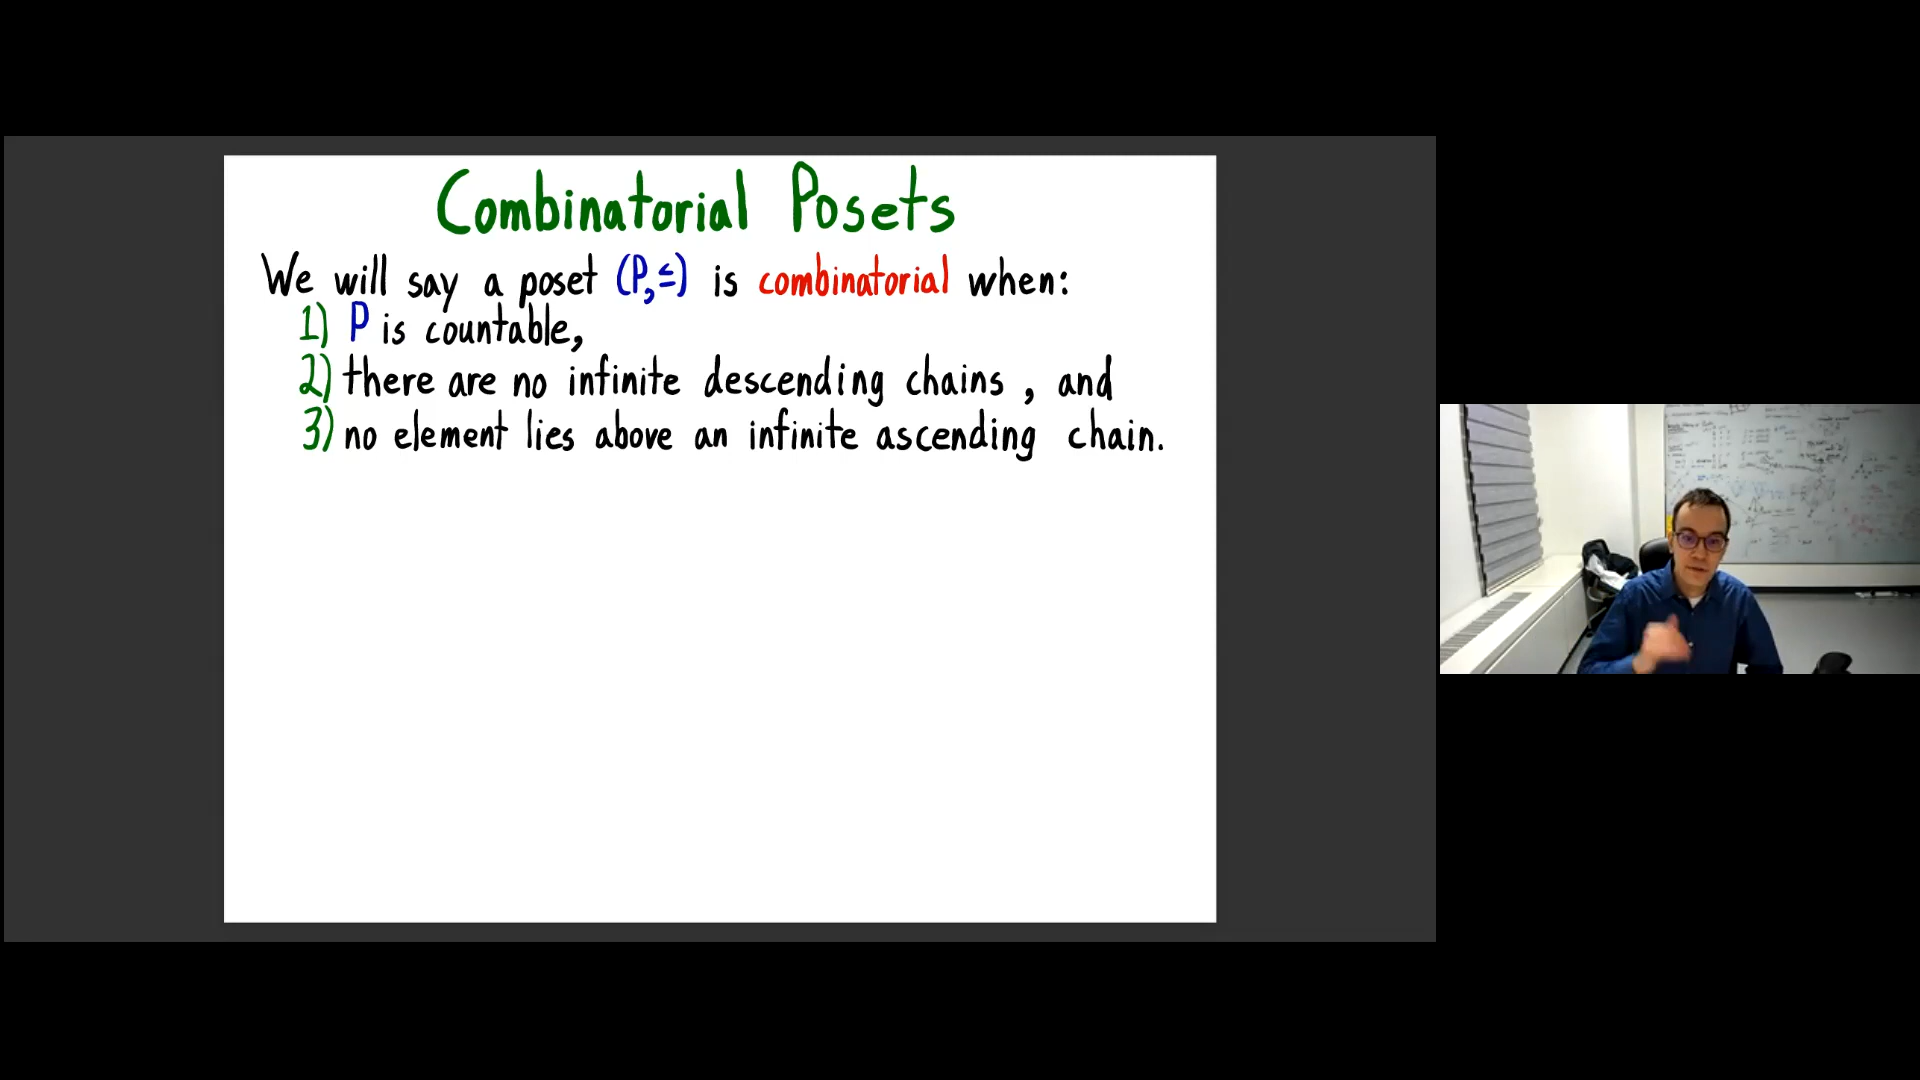 Combinatorial Posets
We will say a poset (P,≤) is combinatorial when:
1) P is countable,
2) there are no infinite descending chains, and
3) no element lies above an infinite ascending chain.